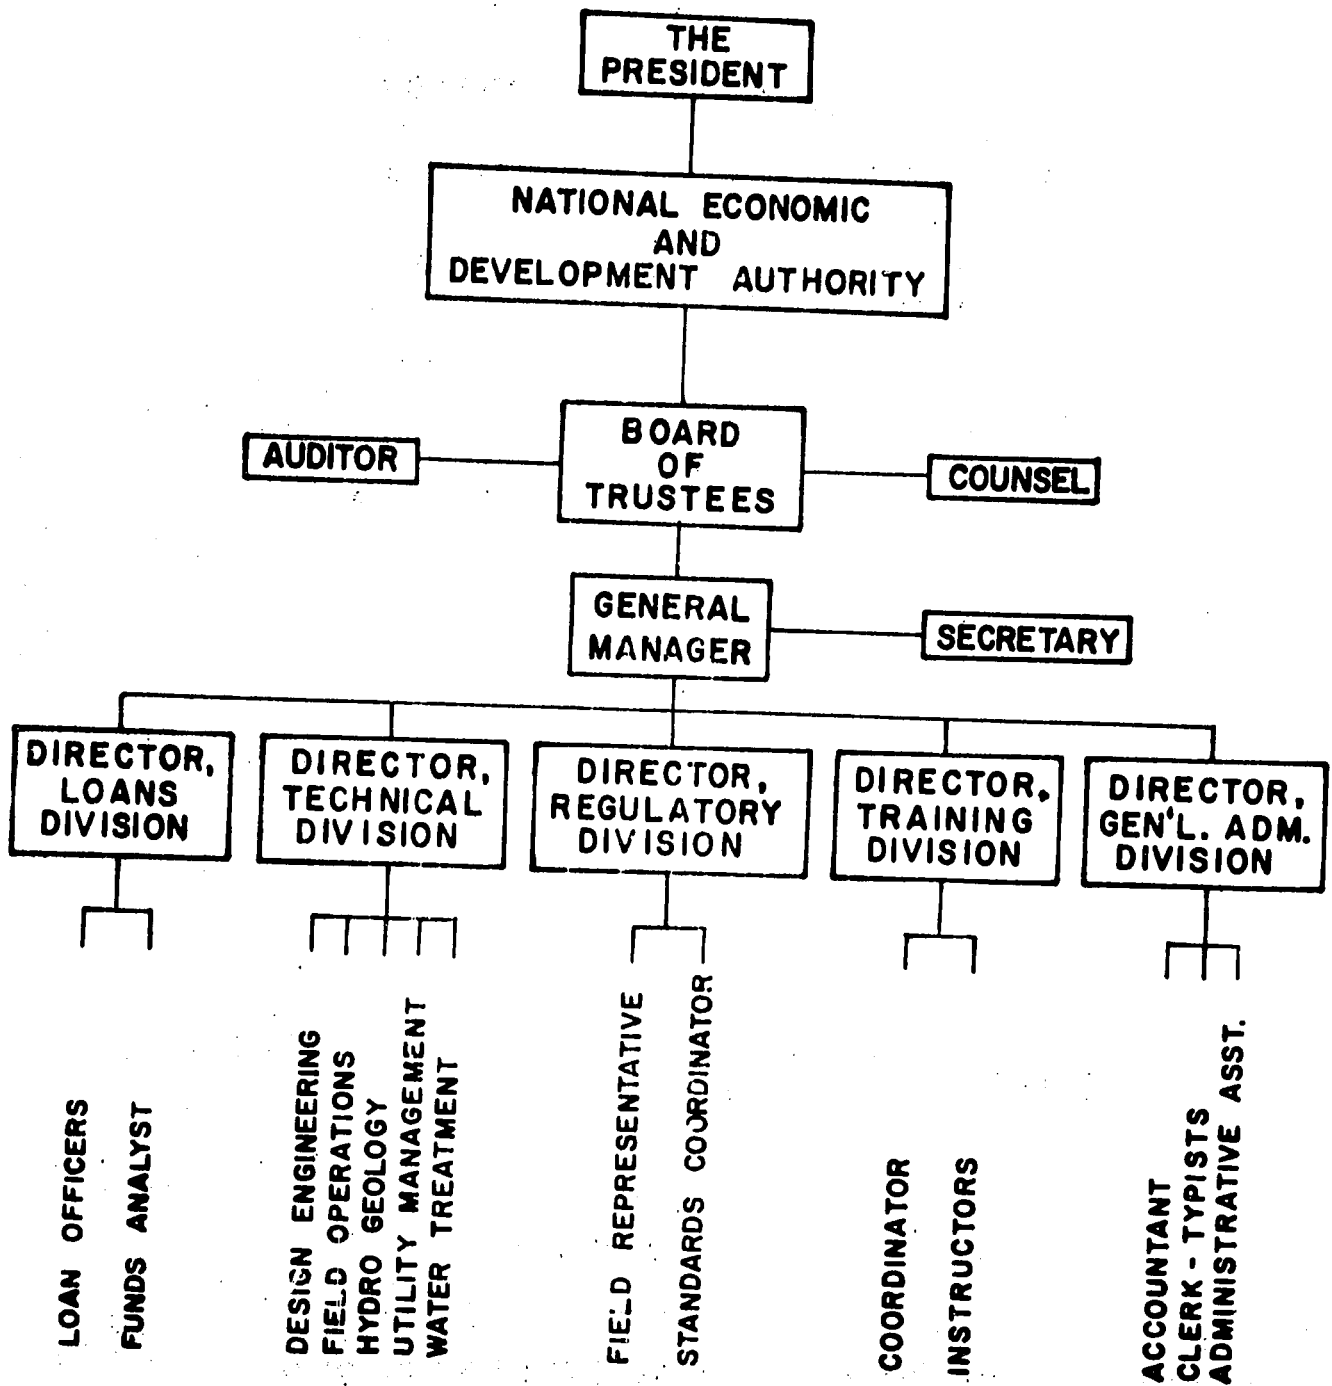 THE
PRESIDENT
NATIONAL ECONOMIC
AND
DEVELOPMENT AUTHORITY
AUDITOR
BOARD
OF
TRUSTEES
COUNSEL
GENERAL
MANAGER
SECRETARY
DIRECTOR,
LOANS
DIVISION
DIRECTOR,
TECHNICAL
DIVISION
DIRECTOR,
REGULATORY
DIVISION
DIRECTOR,
TRAINING
DIVISION
DIRECTOR,
GEN'L. ADM.
DIVISION
LOAN OFFICERS
FUNDS ANALYST
DESIGN ENGINEERING
FIELD OPERATIONS
HYDRO GEOLOGY
UTILITY MANAGEMENT
WATER TREATMENT
FIELD REPRESENTATIVE
STANDARDS COORDINATOR
COORDINATOR
INSTRUCTORS
ACCOUNTANT
CLERK - TYPISTS
ADMINISTRATIVE ASST.